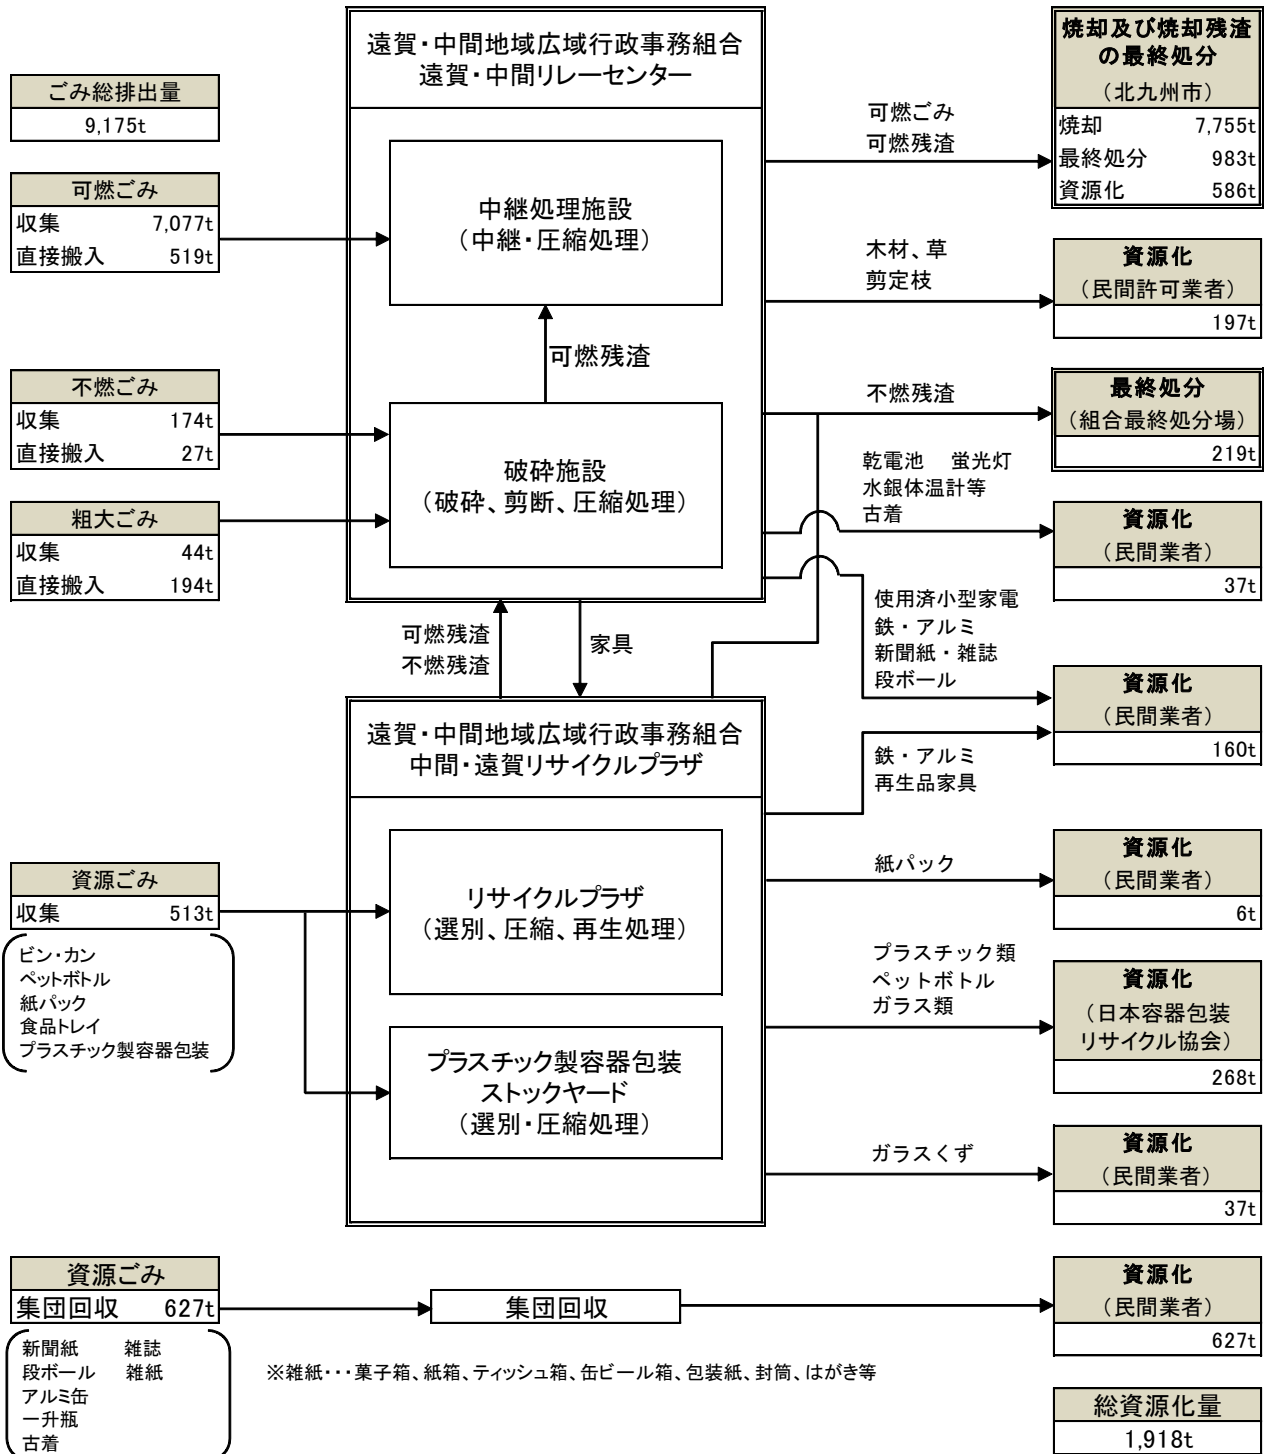 ごみ総排出量
9,175t
可燃ごみ
収集 7,077t
直接搬入 519t
不燃ごみ
収集 174t
直接搬入 27t
粗大ごみ
収集 44t
直接搬入 194t
資源ごみ
収集 513t
ビン・カン
ペットボトル
紙パック
食品トレイ
プラスチック製容器包装
資源ごみ
集団回収 627t
新聞紙 雑誌
段ボール 雑紙
アルミ缶
一升瓶
古着
遠賀・中間地域広域行政事務組合
遠賀・中間リレーセンター
中継処理施設
（中継・圧縮処理）
可燃残渣
破砕施設
（破砕、剪断、圧縮処理）
可燃残渣
不燃残渣
家具
遠賀・中間地域広域行政事務組合
中間・遠賀リサイクルプラザ
リサイクルプラザ
（選別、圧縮、再生処理）
プラスチック製容器包装
ストックヤード
（選別・圧縮処理）
集団回収
※雑紙・・・菓子箱、紙箱、ティッシュ箱、缶ビール箱、包装紙、封筒、はがき等
可燃ごみ
可燃残渣
木材、草
剪定枝
不燃残渣
乾電池 蛍光灯
水銀体温計等
古着
使用済小型家電
鉄・アルミ
新聞紙・雑誌
段ボール
鉄・アルミ
再生品家具
紙パック
プラスチック類
ペットボトル
ガラス類
ガラスくず
焼却及び焼却残渣
の最終処分
（北九州市）
焼却 7,755t
最終処分 983t
資源化 586t
資源化
（民間許可業者）
197t
最終処分
（組合最終処分場）
219t
資源化
（民間業者）
37t
資源化
（民間業者）
160t
資源化
（民間業者）
6t
資源化
（日本容器包装
リサイクル協会）
268t
資源化
（民間業者）
37t
資源化
（民間業者）
627t
総資源化量
1,918t